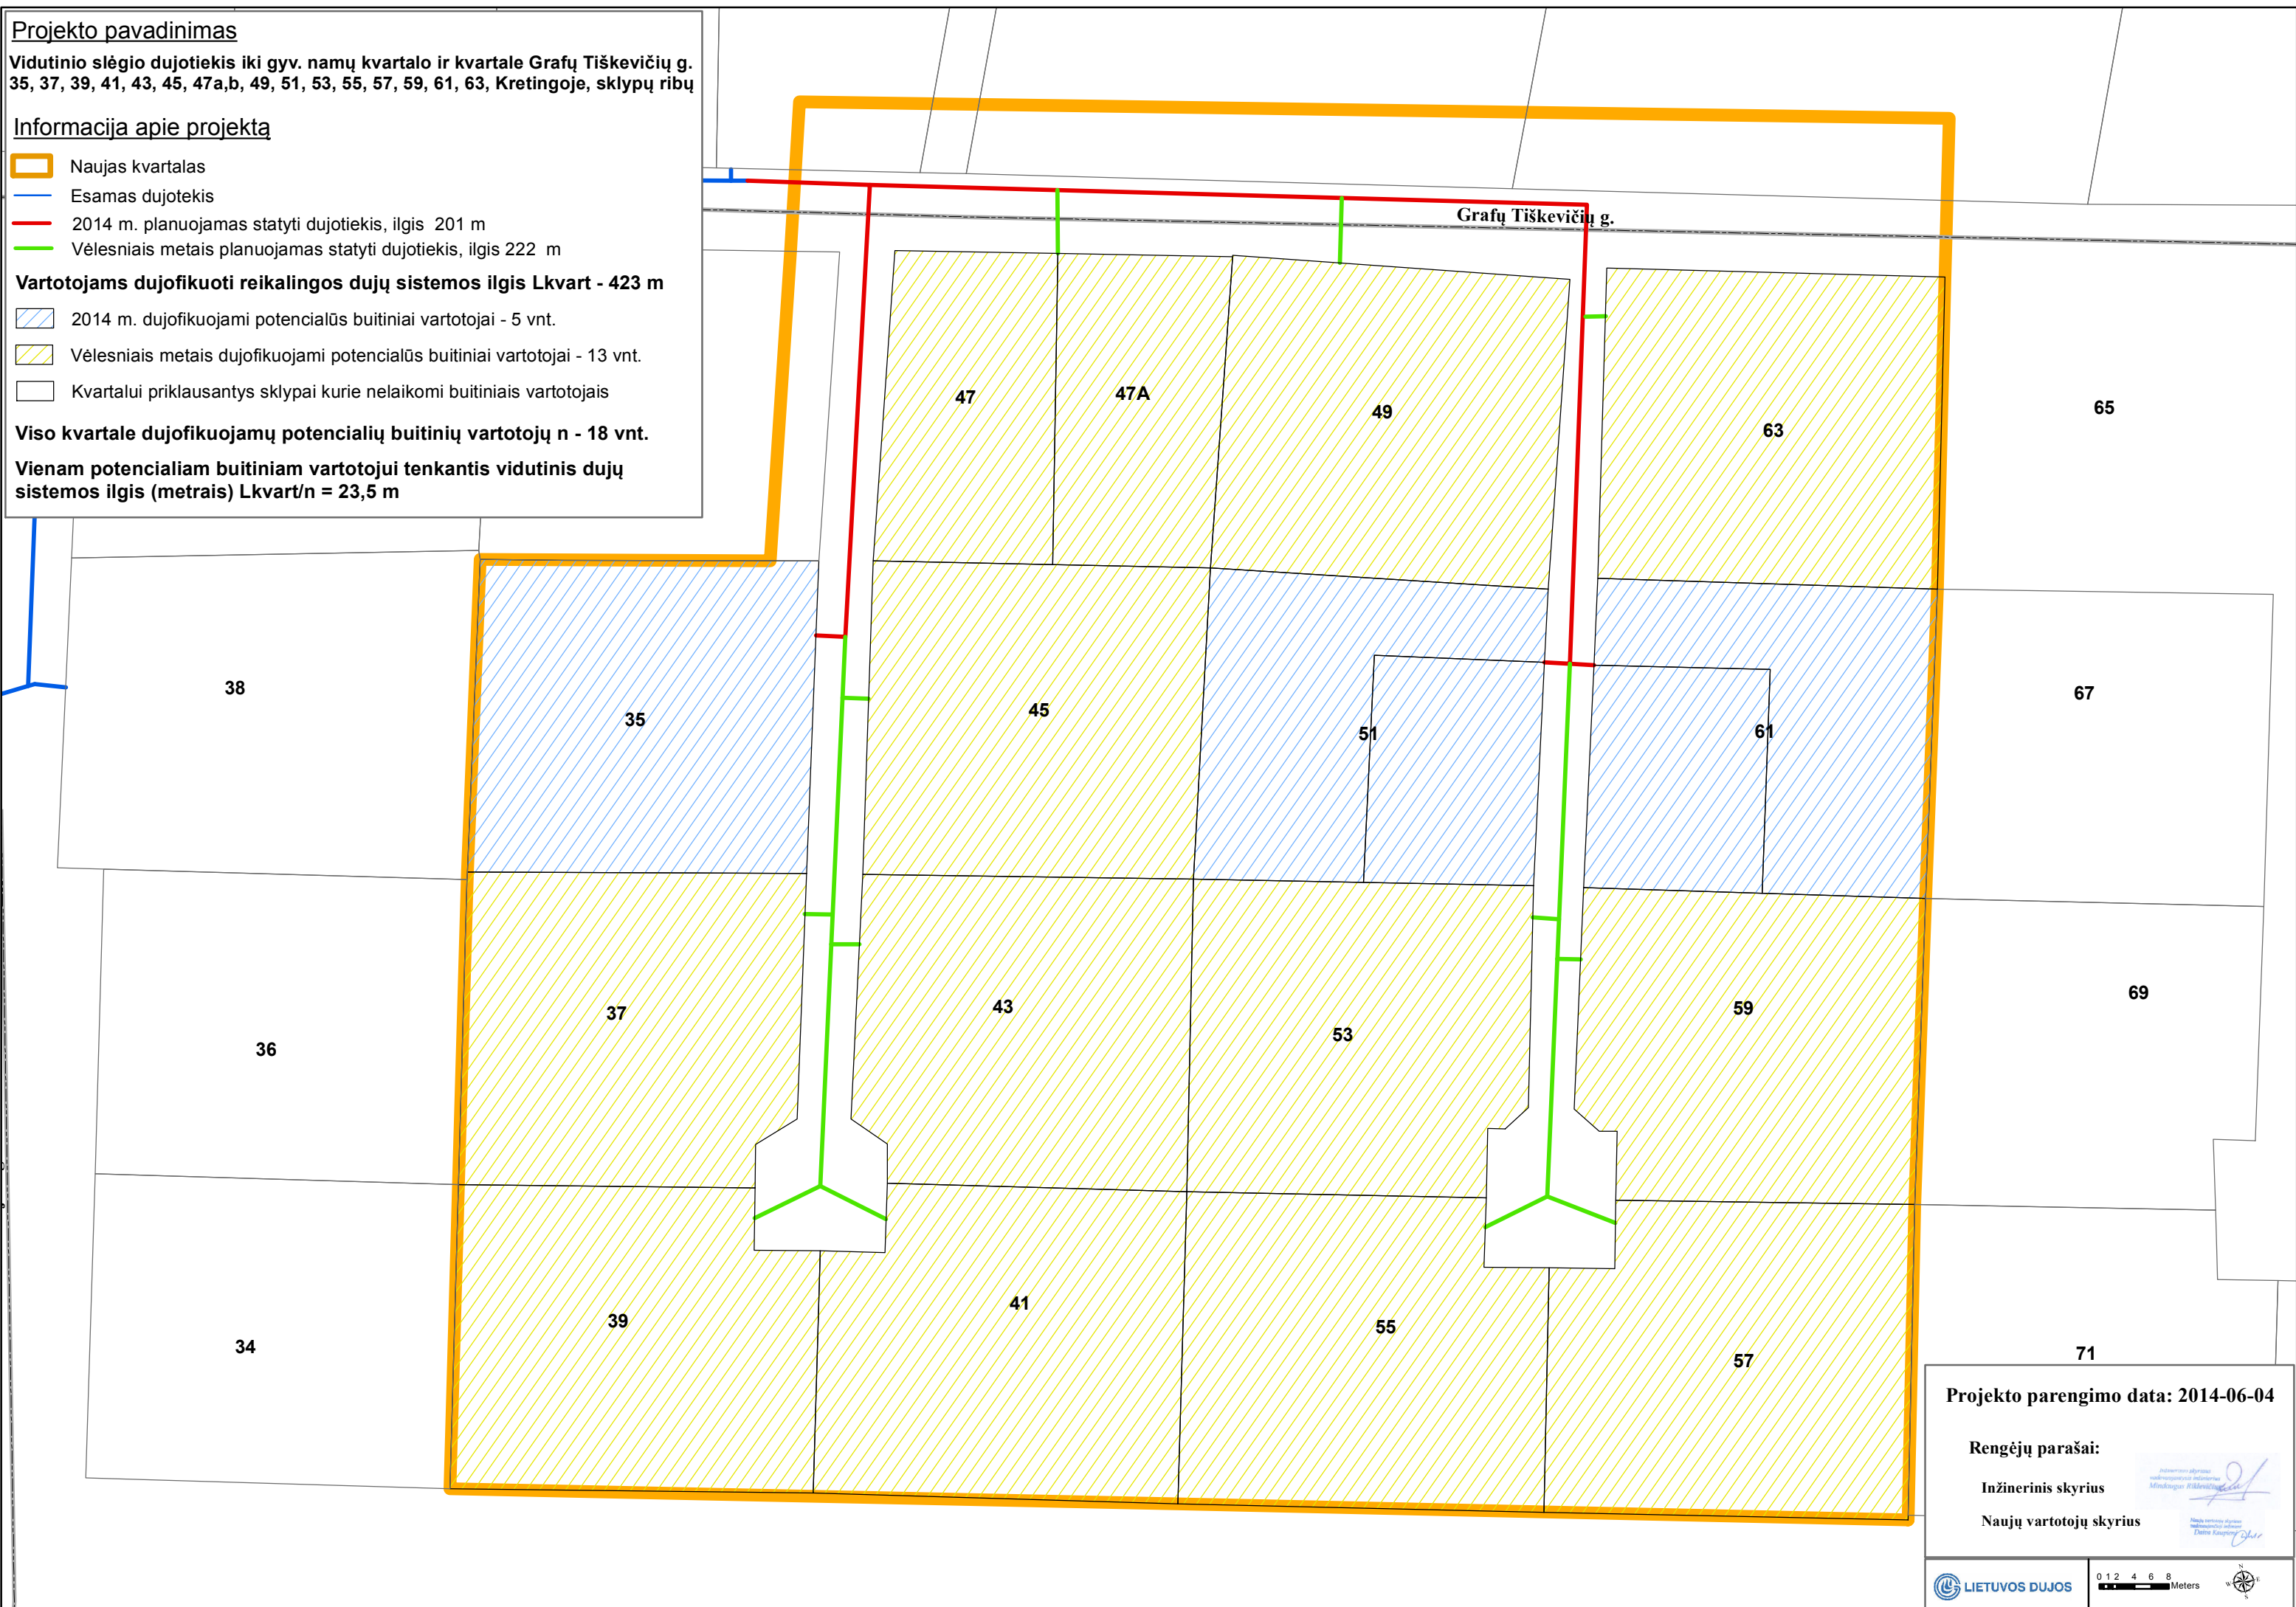 Projekto pavadinimas
Vidutinio slėgio dujotiekis iki gyv. namų kvartalo ir kvartale Grafų Tiškevičių g.
35, 37, 39, 41, 43, 45, 47a,b, 49, 51, 53, 55, 57, 59, 61, 63, Kretingoje, sklypų ribų
Informacija apie projektą
Naujas kvartalas
Esamas dujotekis
2014 m. planuojamas statyti dujotiekis, ilgis 201 m
Vėlesniais metais planuojamas statyti dujotiekis, ilgis 222 m
Vartotojams dujofikuoti reikalingos dujų sistemos ilgis Lkvart - 423 m
2014 m. dujofikuojami potencialūs buitiniai vartotojai - 5 vnt.
Vėlesniais metais dujofikuojami potencialūs buitiniai vartotojai - 13 vnt.
Kvartalui priklausantys sklypai kurie nelaikomi buitiniais vartotojais
Viso kvartale dujofikuojamų potencialių buitinių vartotojų n - 18 vnt.
Vienam potencialiam buitiniam vartotojui tenkantis vidutinis dujų
sistemos ilgis (metrais) Lkvart/n = 23,5 m
Grafų Tiškevičių g.
47
47A
49
63
65
38
35
45
51
61
67
36
37
43
53
59
69
34
39
41
55
57
71
Projekto parengimo data: 2014-06-04
Rengėjų parašai:
Inžinerinis skyrius
Naujų vartotojų skyrius
LIETUVOS DUJOS
0 1 2 4 6 8
Meters
N
W E
S